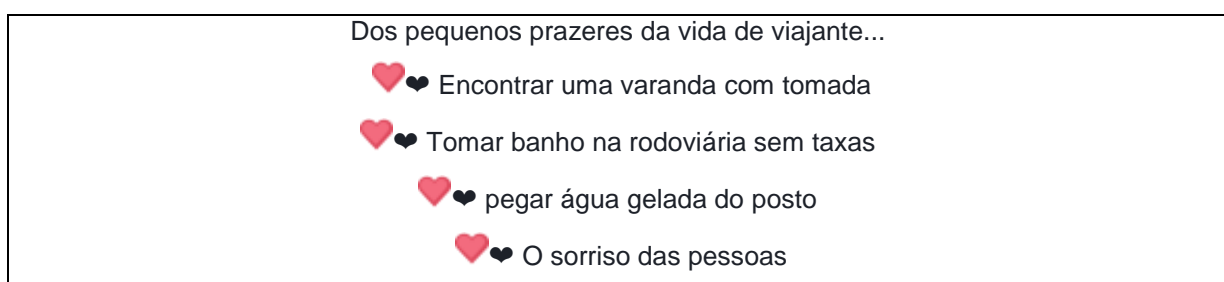 Dos pequenos prazeres da vida de viajante...
❤️❤ Encontrar uma varanda com tomada
❤️❤ Tomar banho na rodoviária sem taxas
❤️❤ pegar água gelada do posto
❤️❤ O sorriso das pessoas